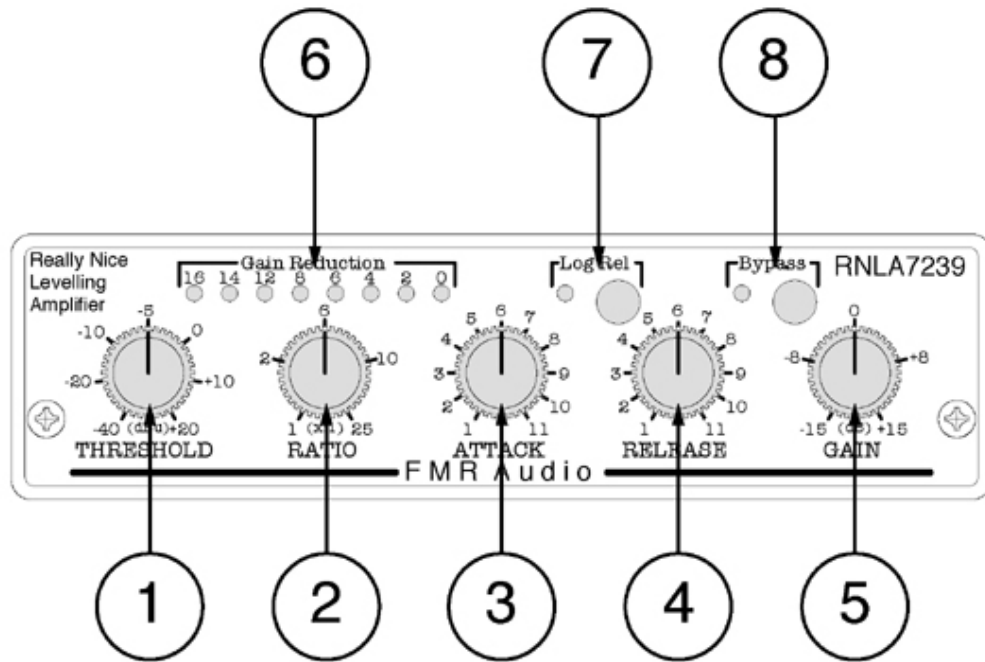 6 7 8
Really Nice
Levelling
Amplifier
Gain Reduction
16 14 12 8 6 4 2 0
Log Rel
Bypass
RNLA7239
-40 -20 -10 -5 0 +10 +20
(dBu)
THRESHOLD
1 2 6 10 25
(x:1)
RATIO
1 2 3 4 5 6 7 8 9 10 11
ATTACK
1 2 3 4 5 6 7 8 9 10 11
RELEASE
-15 -8 0 +8 +15
(dB)
GAIN
FMR Audio
1 2 3 4 5